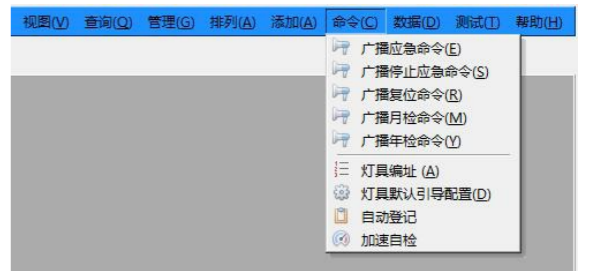 视图(V) 查询(Q) 管理(G) 排列(A) 添加(A) 命令(C) 数据(D) 测试(T) 帮助(H)
广播应急命令(E)
广播停止应急命令(S)
广播复位命令(R)
广播月检命令(M)
广播年检命令(Y)
灯具编址 (A)
灯具默认引导配置(D)
自动登记
加速自检